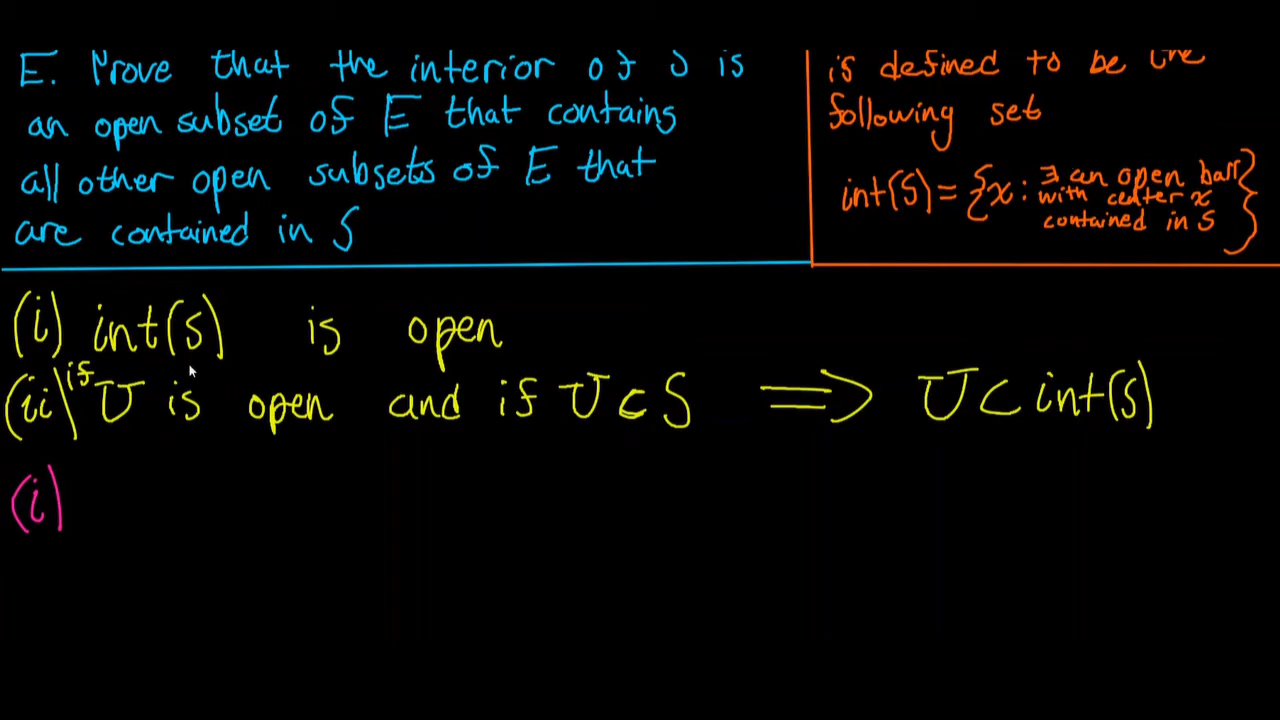 E. Prove that the interior of S is
an open subset of E that contains
all other open subsets of E that
are contained in S
is defined to be the
following set
int(S) = {x : ∃ an open ball
with center x
contained in S}
(i) int(S) is open
(ii) if U is open and if U ⊂ S ⟹ U ⊂ int(S)
(i)